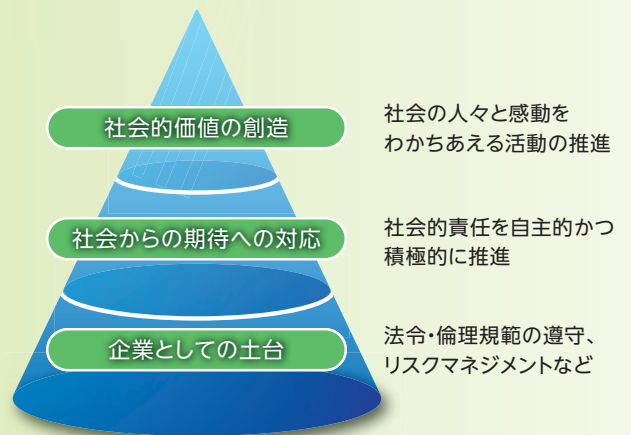 社会的価値の創造
社会の人々と感動を
わかちあえる活動の推進
社会からの期待への対応
社会的責任を自主的かつ
積極的に推進
企業としての土台
法令・倫理規範の遵守、
リスクマネジメントなど